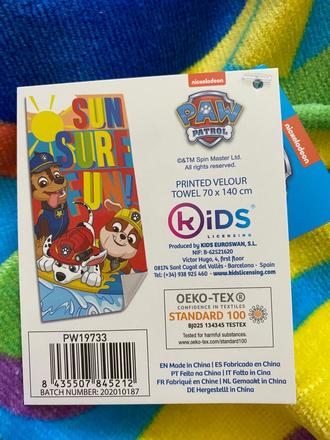 nickelodeon
SUN
SURF
FUN!
PAW
PATROL
©™ Spin Master Ltd.
All rights reserved.
PRINTED VELOUR
TOWEL 70 x 140 cm
KiDS
LICENSING
Produced by KIDS EUROSWAN, S.L.
NIF: B-62521620
Victor Hugo, 4, first floor
08174 Sant Cugat del Vallès - Barcelona - Spain
Tel: (+34) 938 925 460 - www.kidslicensing.com
OEKO-TEX®
CONFIDENCE IN TEXTILES
STANDARD 100
BJ025 134345 TESTEX
Tested for harmful substances.
www.oeko-tex.com/standard100
PW19733
8 435507 845212
BATCH NUMBER: 202010187
EN Made in China | ES Fabricado en China
PT Feito na China | IT Fatto in Cina
FR Fabriqué en Chine | NL Gemaakt in China
DE Hergestellt in China
nickelodeon